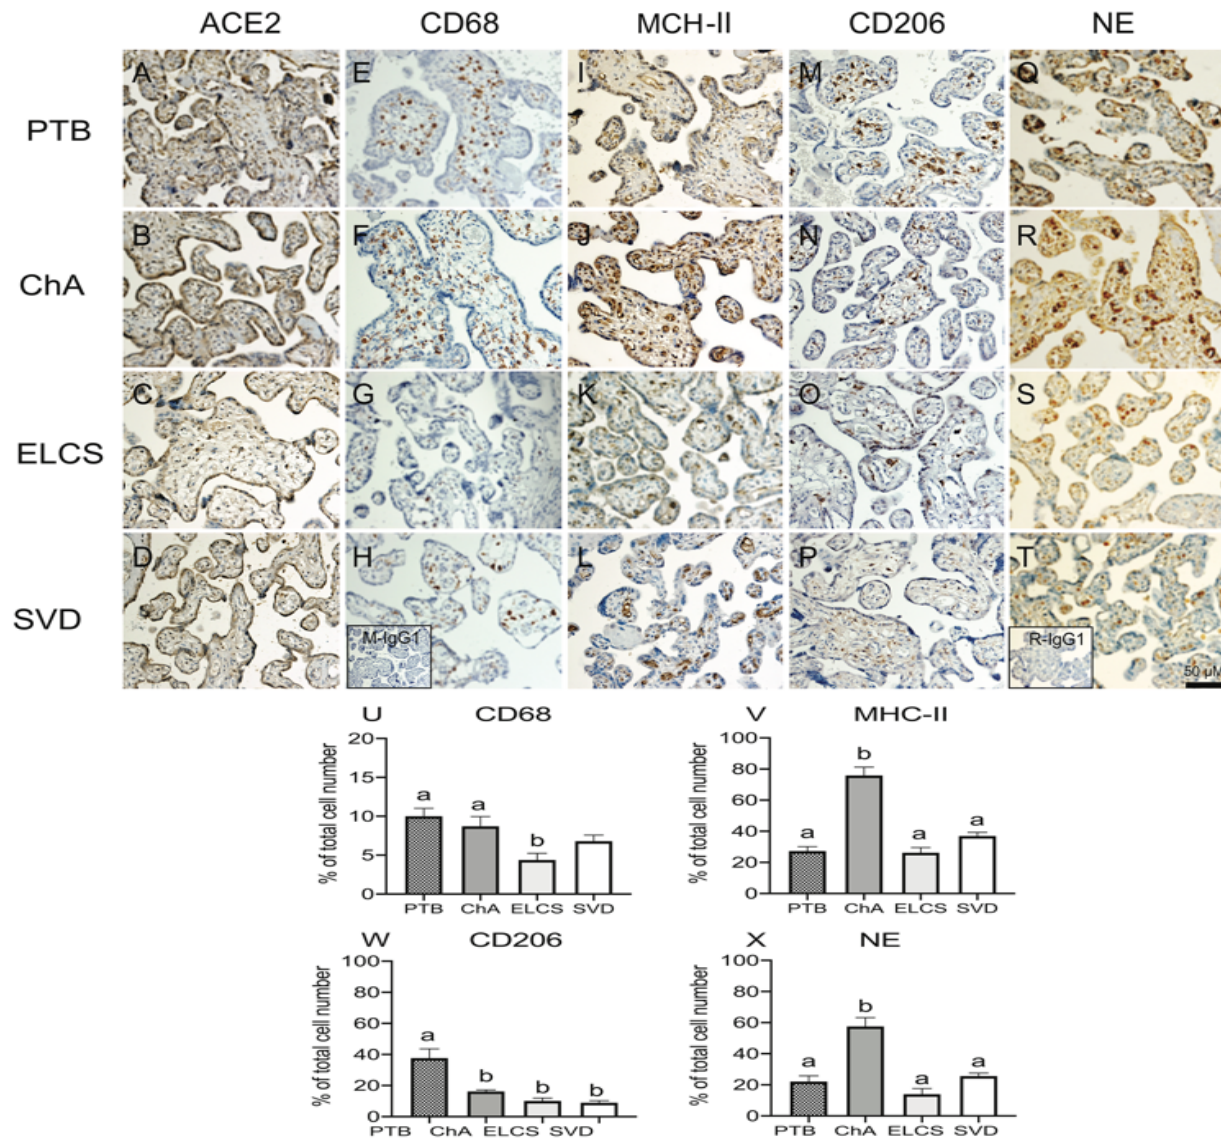 ACE2 CD68 MCH-II CD206 NE
PTB A E I M Q
ChA B F J N R
ELCS C G K O S
SVD D H L P T
M-IgG1 R-IgG1
50 µM
U CD68
% of total cell number
20
15
10
5
0
a a b
PTB ChA ELCS SVD
V MHC-II
% of total cell number
100
80
60
40
20
0
a b a a
PTB ChA ELCS SVD
W CD206
% of total cell number
100
80
60
40
20
0
a b b b
PTB ChA ELCS SVD
X NE
% of total cell number
100
80
60
40
20
0
a b a a
PTB ChA ELCS SVD